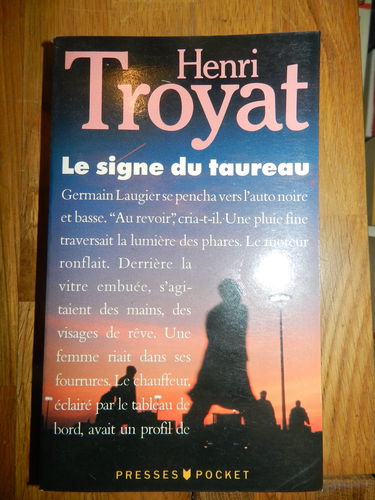 Henri
Troyat
Le signe du taureau
Germain Laugier se pencha vers l'auto noire
et basse. "Au revoir", cria-t-il. Une pluie fine
traversait la lumière des phares. Le moteur
ronflait. Derrière la
vitre embuée, s'agi-
taient des mains, des
visages de rêve. Une
femme riait dans ses
fourrures. Le chauffeur,
éclairé par le tableau de
bord, avait un profil de
PRESSES POCKET